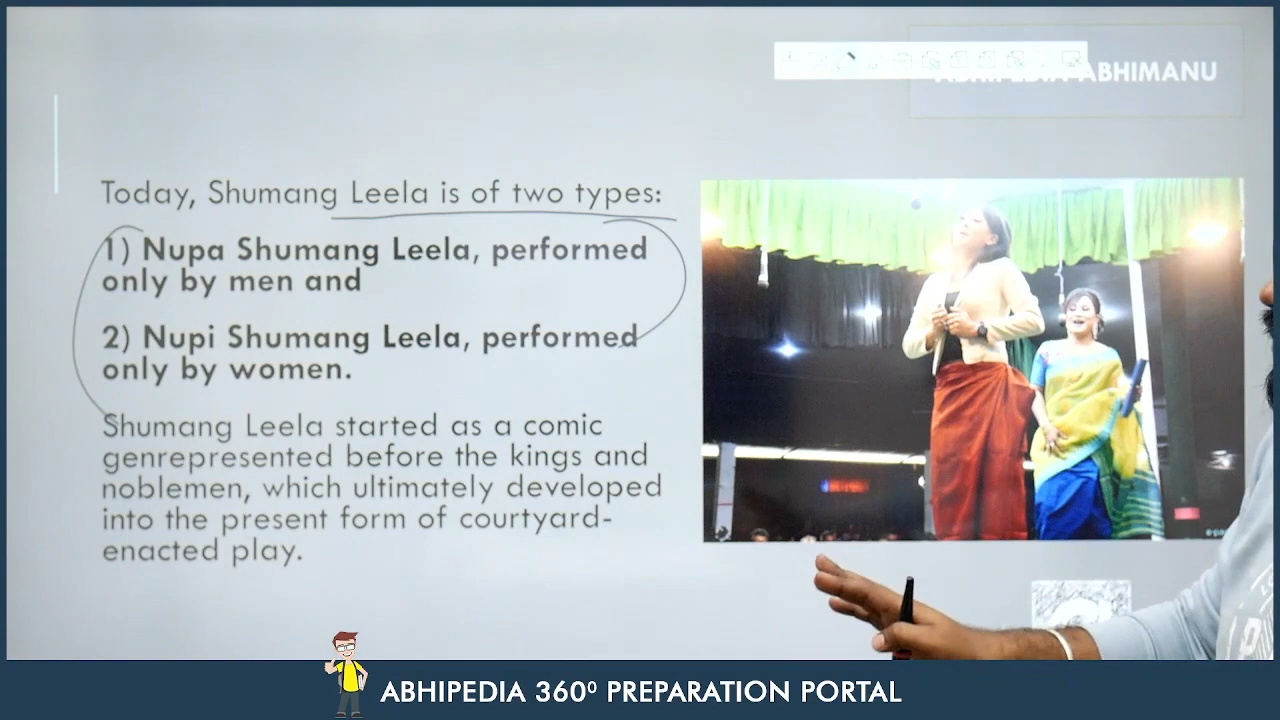 ABHIMANU
Today, Shumang Leela is of two types:
1) Nupa Shumang Leela, performed
only by men and
2) Nupi Shumang Leela, performed
only by women.
Shumang Leela started as a comic
genrepresented before the kings and
noblemen, which ultimately developed
into the present form of courtyard-
enacted play.
ABHIPEDIA 360⁰ PREPARATION PORTAL